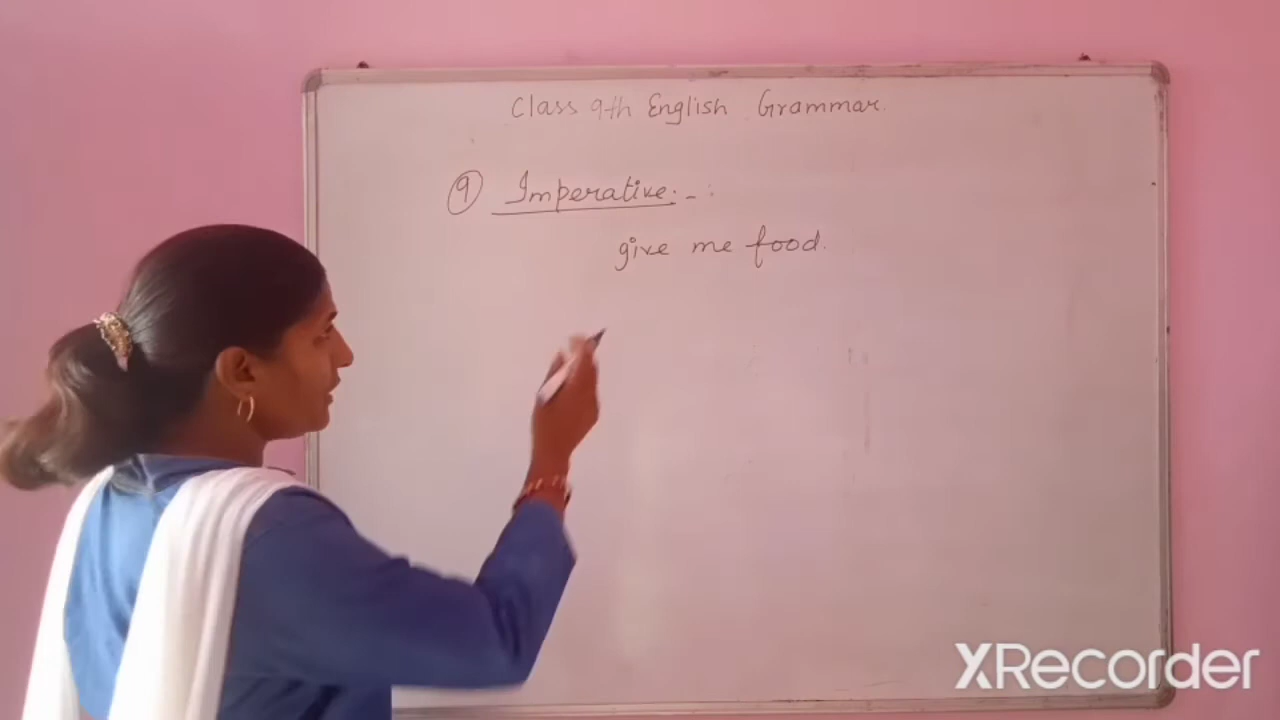 Class 9th English Grammar.
9 Imperative:-:
give me food.
XRecorder